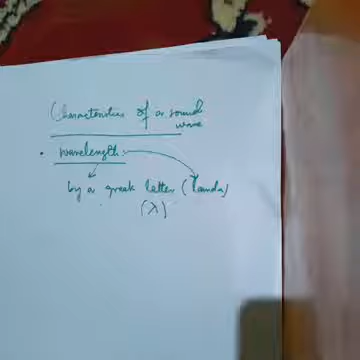 Characteristics of a sound
wave
• wavelength
by a greek letter (lamda)
(λ)